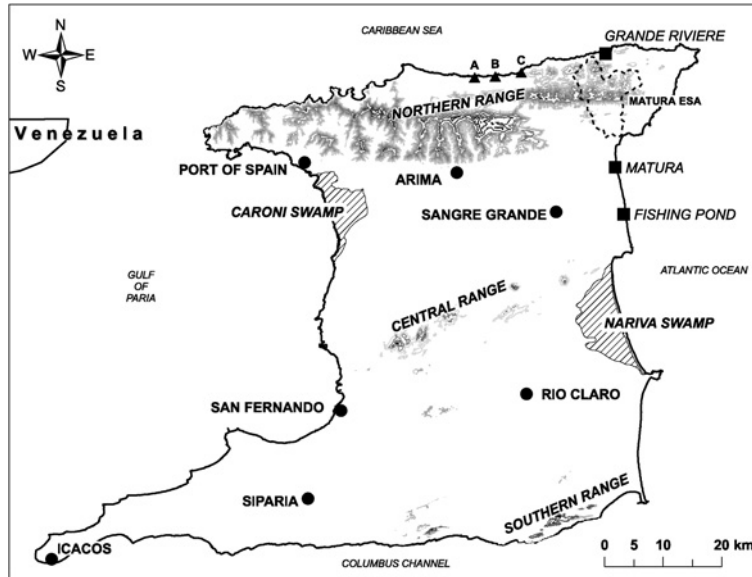 CARIBBEAN SEA
N
W E
S
GRANDE RIVIERE
A B C
NORTHERN RANGE
MATURA ESA
Venezuela
PORT OF SPAIN
ARIMA
MATURA
CARONI SWAMP
SANGRE GRANDE
FISHING POND
GULF
OF
PARIA
ATLANTIC OCEAN
CENTRAL RANGE
NARIVA SWAMP
SAN FERNANDO
RIO CLARO
SIPARIA
SOUTHERN RANGE
ICACOS
COLUMBUS CHANNEL
0 5 10 20 km